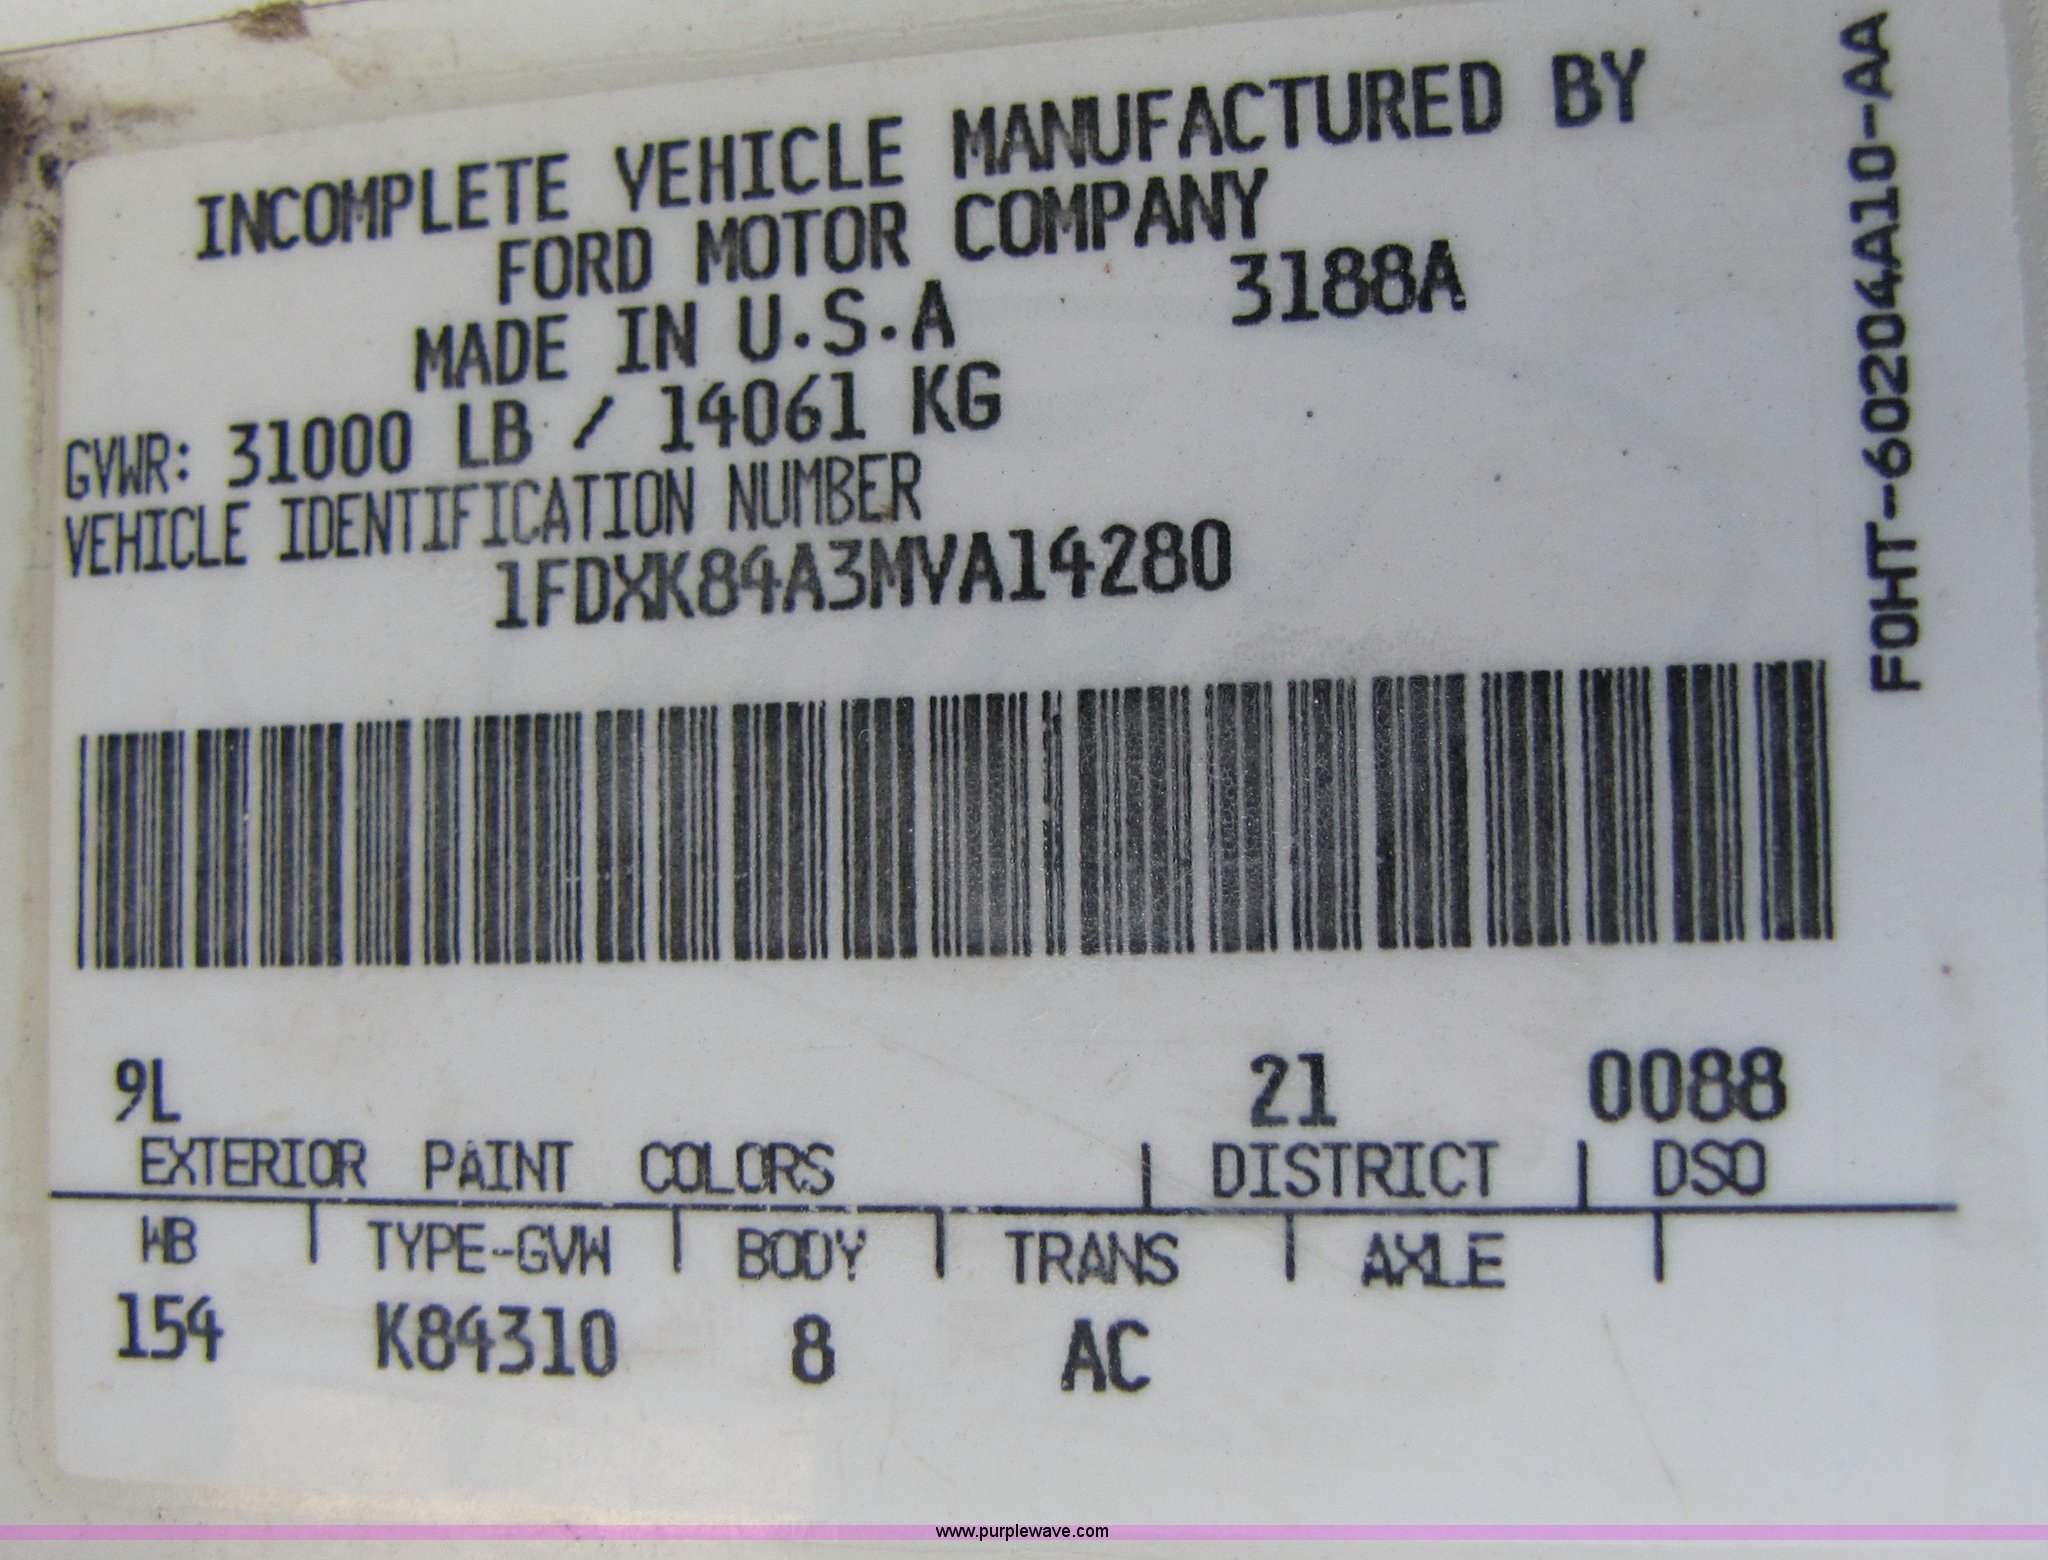 INCOMPLETE VEHICLE MANUFACTURED BY
FORD MOTOR COMPANY
MADE IN U.S.A 3188A
GVWR: 31000 LB / 14061 KG
VEHICLE IDENTIFICATION NUMBER
1FDXK84A3MVA14280
F0HT-60204A10-AA
9L 21 0088
EXTERIOR PAINT COLORS DISTRICT DSO
WB TYPE-GVW BODY TRANS AXLE
154 K84310 8 AC
www.purplewave.com